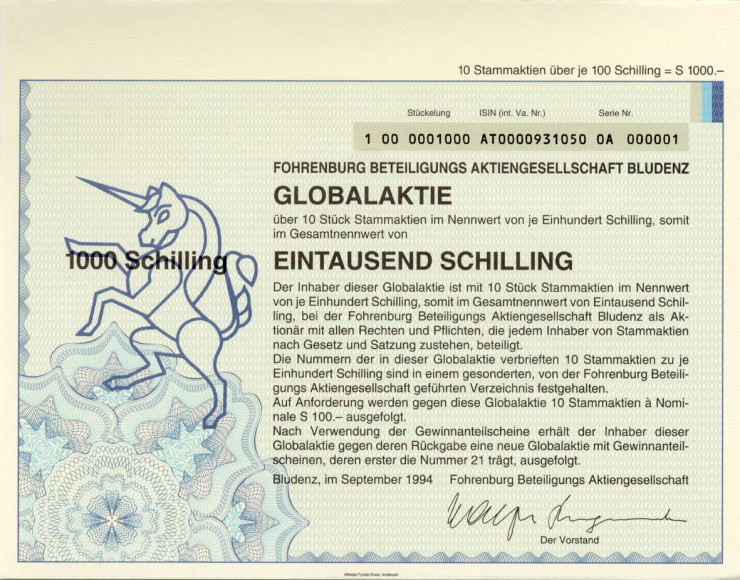 10 Stammaktien über je 100 Schilling = S 1000.–
Stückelung ISIN (int. Va. Nr.) Serie Nr.
1 00 0001000 AT0000931050 0A 000001
FOHRENBURG BETEILIGUNGS AKTIENGESELLSCHAFT BLUDENZ
GLOBALAKTIE
über 10 Stück Stammaktien im Nennwert von je Einhundert Schilling, somit
im Gesamtnennwert von
1000 Schilling
EINTAUSEND SCHILLING
Der Inhaber dieser Globalaktie ist mit 10 Stück Stammaktien im Nennwert
von je Einhundert Schilling, somit im Gesamtnennwert von Eintausend Schil-
ling, bei der Fohrenburg Beteiligungs Aktiengesellschaft Bludenz als Ak-
tionär mit allen Rechten und Pflichten, die jedem Inhaber von Stammaktien
nach Gesetz und Satzung zustehen, beteiligt.
Die Nummern der in dieser Globalaktie verbrieften 10 Stammaktien zu je
Einhundert Schilling sind in einem gesonderten, von der Fohrenburg Beteili-
gungs Aktiengesellschaft geführten Verzeichnis festgehalten.
Auf Anforderung werden gegen diese Globalaktie 10 Stammaktien à Nomi-
nale S 100.– ausgefolgt.
Nach Verwendung der Gewinnanteilscheine erhält der Inhaber dieser
Globalaktie gegen deren Rückgabe eine neue Globalaktie mit Gewinnanteil-
scheinen, deren erster die Nummer 21 trägt, ausgefolgt.
Bludenz, im September 1994 Fohrenburg Beteiligungs Aktiengesellschaft
Der Vorstand